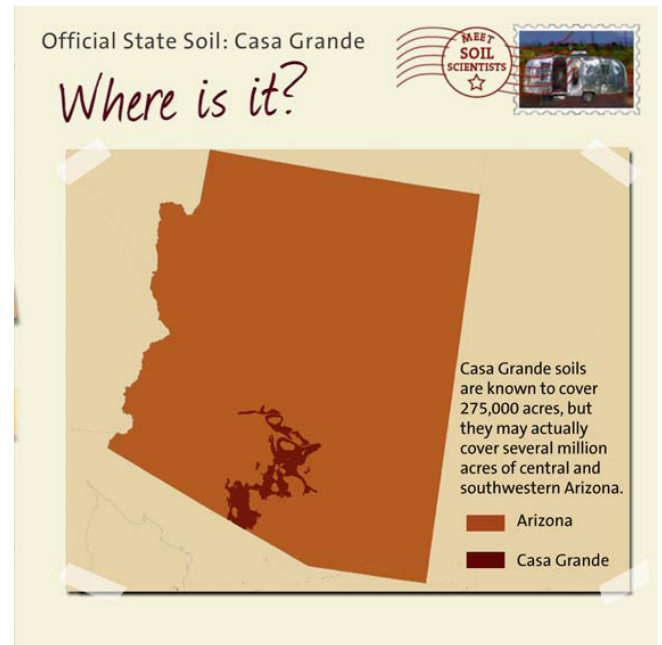 Official State Soil: Casa Grande
Where is it?
MEET
SOIL
SCIENTISTS
Casa Grande soils
are known to cover
275,000 acres, but
they may actually
cover several million
acres of central and
southwestern Arizona.
Arizona
Casa Grande